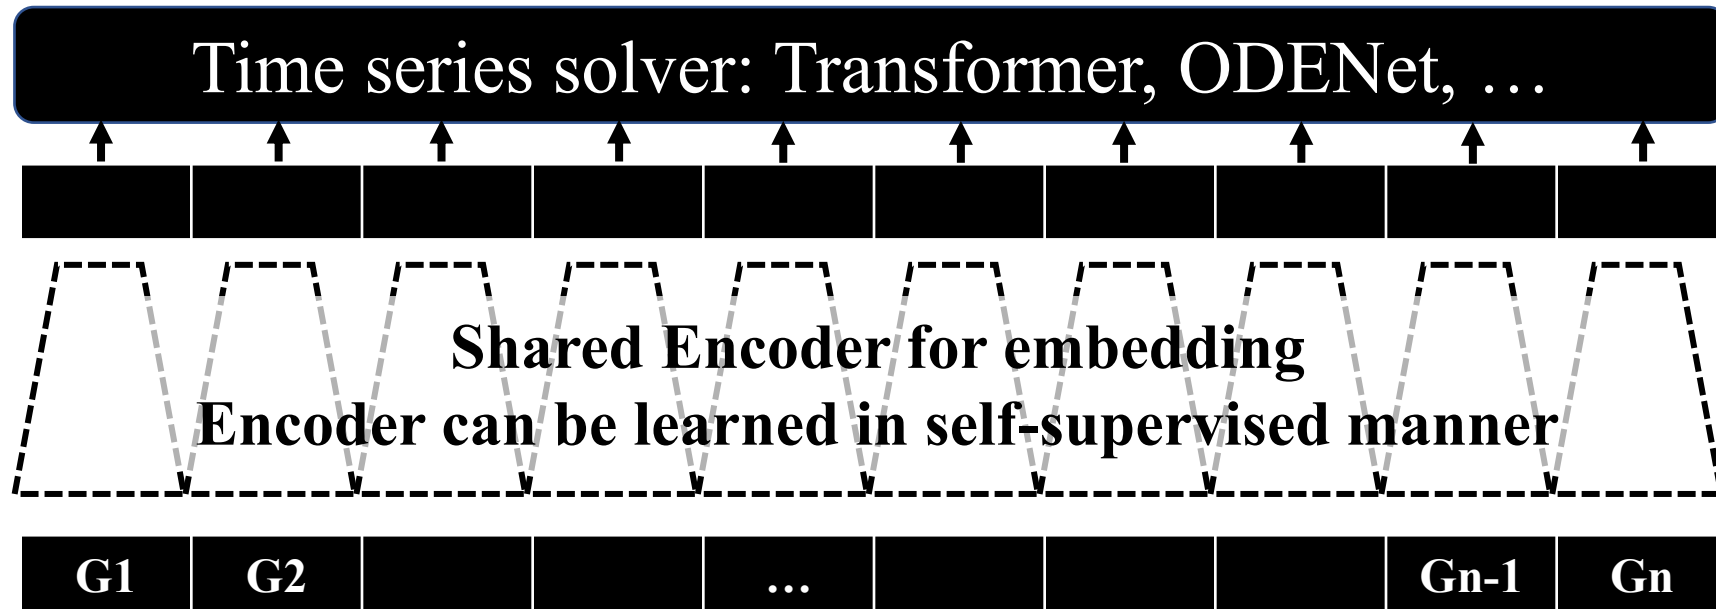 Time series solver: Transformer, ODENet, …
Shared Encoder for embedding
Encoder can be learned in self-supervised manner
G1 G2 … Gn-1 Gn